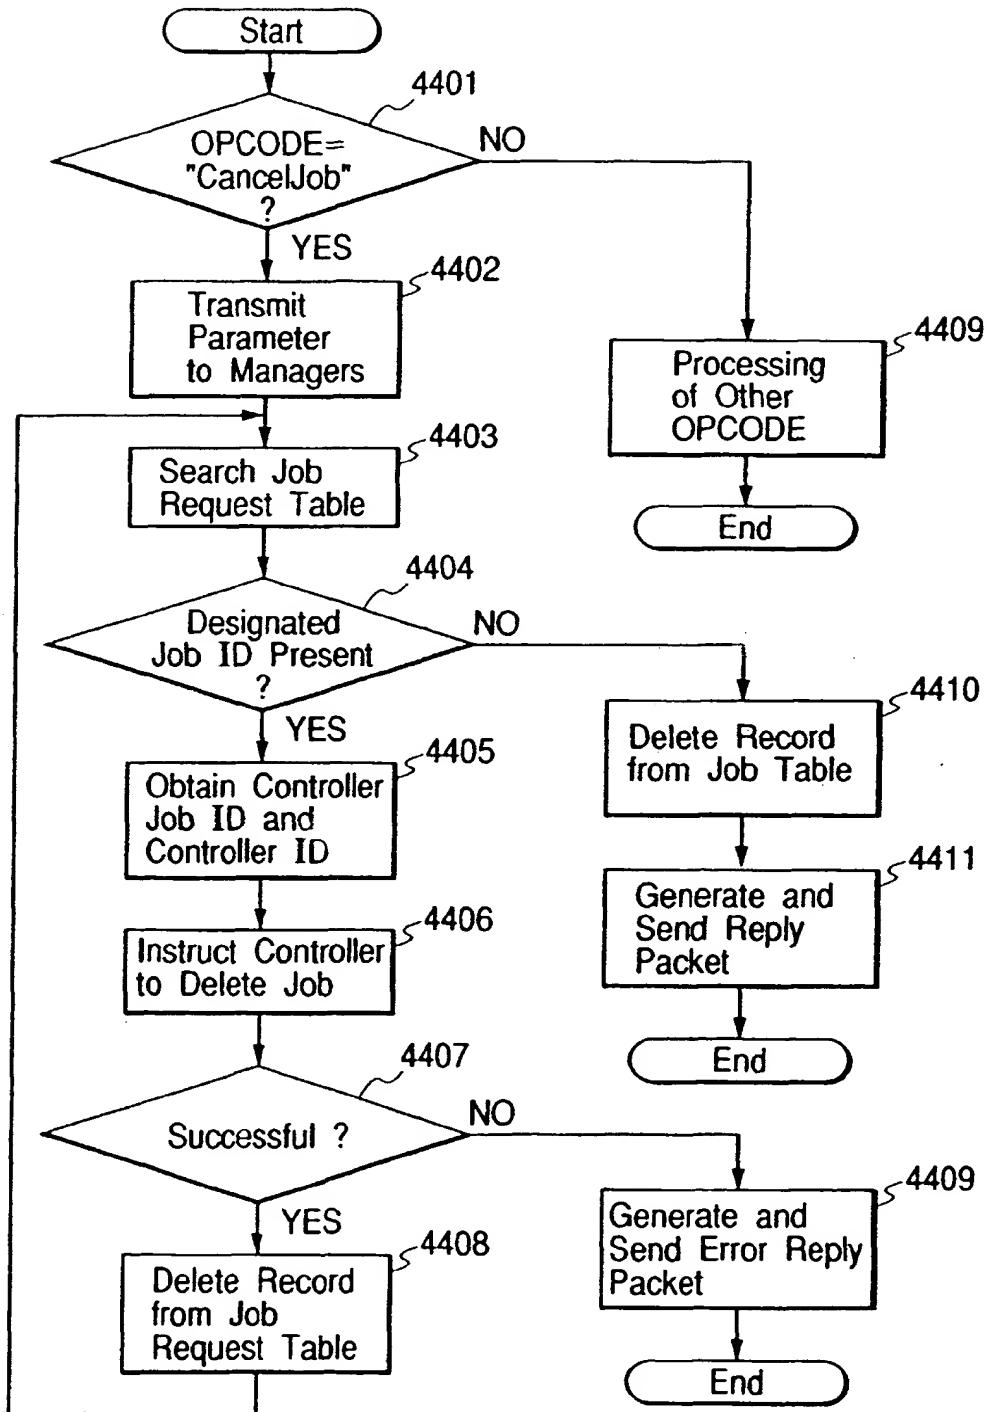 Start
4401
OPCODE=
"CancelJob"
?
NO
YES
4402
Transmit
Parameter
to Managers
4409
Processing
of Other
OPCODE
End
4403
Search Job
Request Table
4404
Designated
Job ID Present
?
NO
YES
4410
Delete Record
from Job Table
4405
Obtain Controller
Job ID and
Controller ID
4411
Generate and
Send Reply
Packet
End
4406
Instruct Controller
to Delete Job
4407
Successful ?
NO
YES
4409
Generate and
Send Error Reply
Packet
End
4408
Delete Record
from Job
Request Table